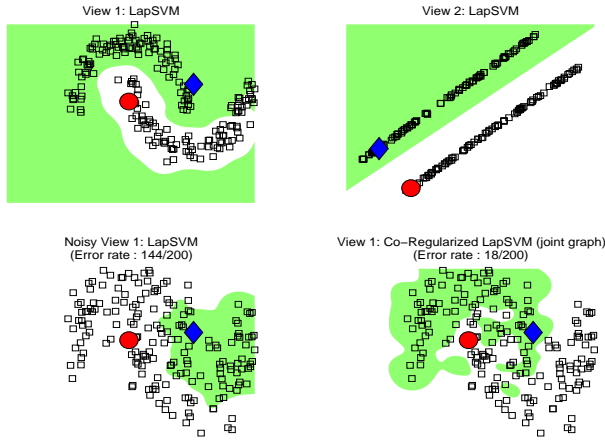 View 1: LapSVM
View 2: LapSVM
Noisy View 1: LapSVM
(Error rate : 144/200)
View 1: Co−Regularized LapSVM (joint graph)
(Error rate : 18/200)